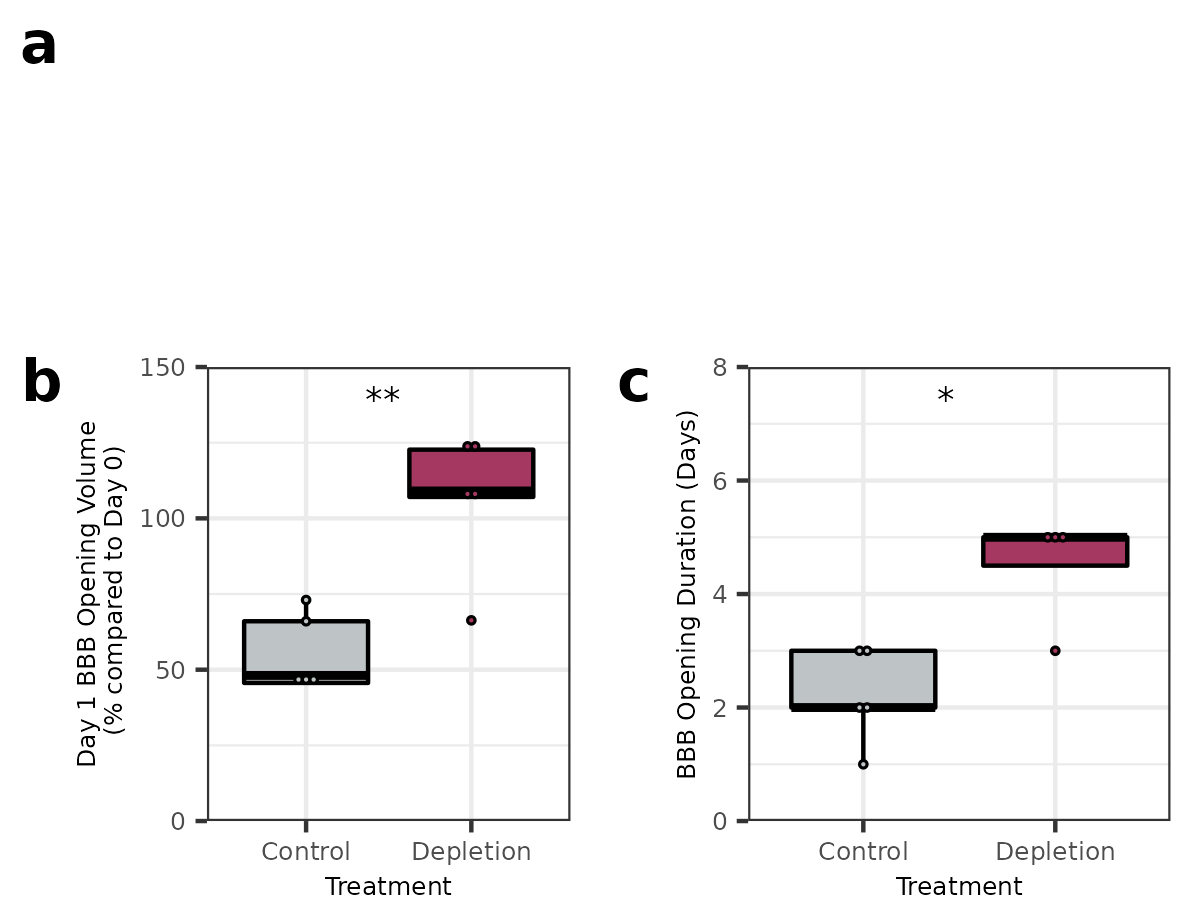 a
b
Day 1 BBB Opening Volume
(% compared to Day 0)
150
100
50
0
**
Control
Depletion
Treatment
c
BBB Opening Duration (Days)
8
6
4
2
0
*
Control
Depletion
Treatment